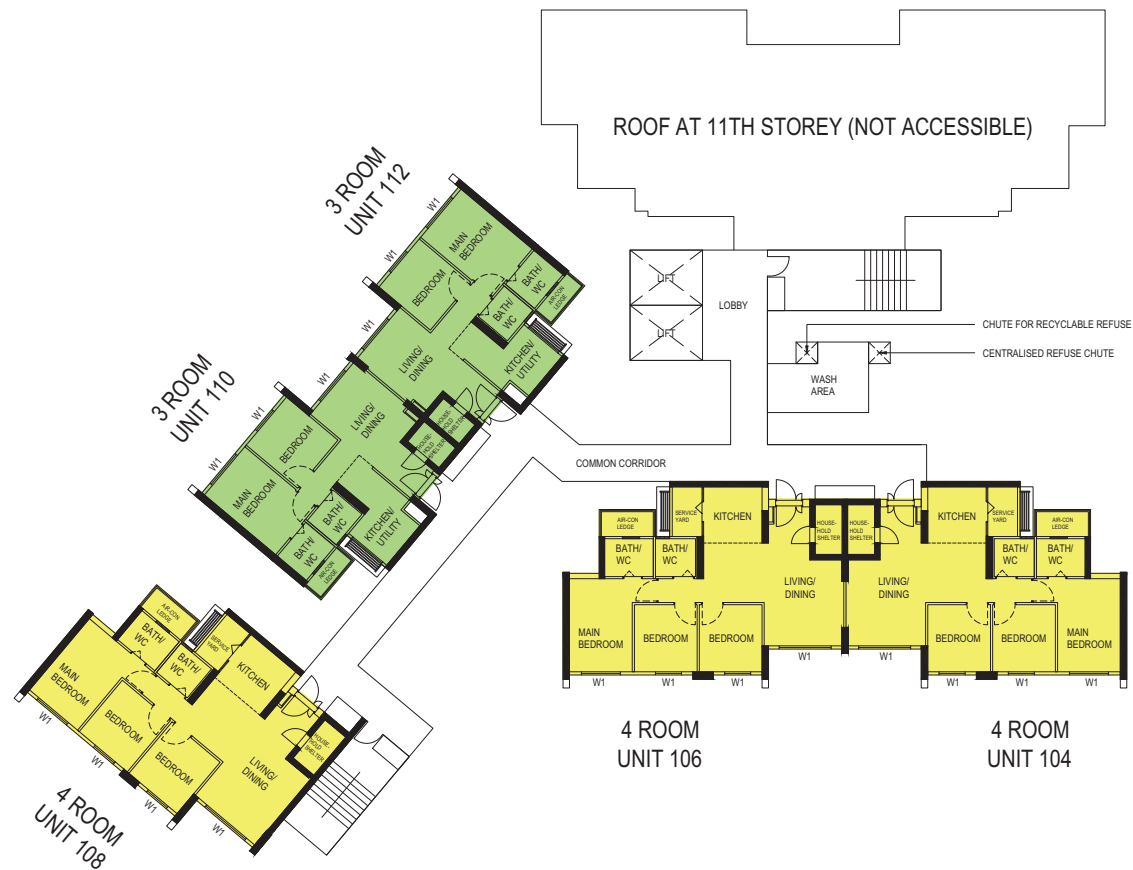 ROOF AT 11TH STOREY (NOT ACCESSIBLE)
3 ROOM
UNIT 112
W1
W1
W1
MAIN
BEDROOM
BEDROOM
BATH/
WC
AIR-CON
LEDGE
BATH/
WC
LIVING/
DINING
KITCHEN/
UTILITY
HOUSE-
HOLD
SHELTER
LIFT
LIFT
LOBBY
CHUTE FOR RECYCLABLE REFUSE
CENTRALISED REFUSE CHUTE
WASH
AREA
3 ROOM
UNIT 110
W1
W1
W1
LIVING/
DINING
BEDROOM
MAIN
BEDROOM
HOUSE-
HOLD
SHELTER
BATH/
WC
KITCHEN/
UTILITY
BATH/
WC
AIR-CON
LEDGE
COMMON CORRIDOR
AIR-CON
LEDGE
SERVICE
YARD
KITCHEN
HOUSE-
HOLD
SHELTER
BATH/
WC
BATH/
WC
LIVING/
DINING
MAIN
BEDROOM
BEDROOM
BEDROOM
W1
W1
W1
W1
4 ROOM
UNIT 106
HOUSE-
HOLD
SHELTER
KITCHEN
SERVICE
YARD
AIR-CON
LEDGE
BATH/
WC
BATH/
WC
LIVING/
DINING
BEDROOM
BEDROOM
MAIN
BEDROOM
W1
W1
W1
W1
4 ROOM
UNIT 104
AIR-CON
LEDGE
BATH/
WC
SERVICE
YARD
BATH/
WC
KITCHEN
MAIN
BEDROOM
BEDROOM
BEDROOM
HOUSE-
HOLD
SHELTER
LIVING/
DINING
W1
W1
W1
W1
4 ROOM
UNIT 108